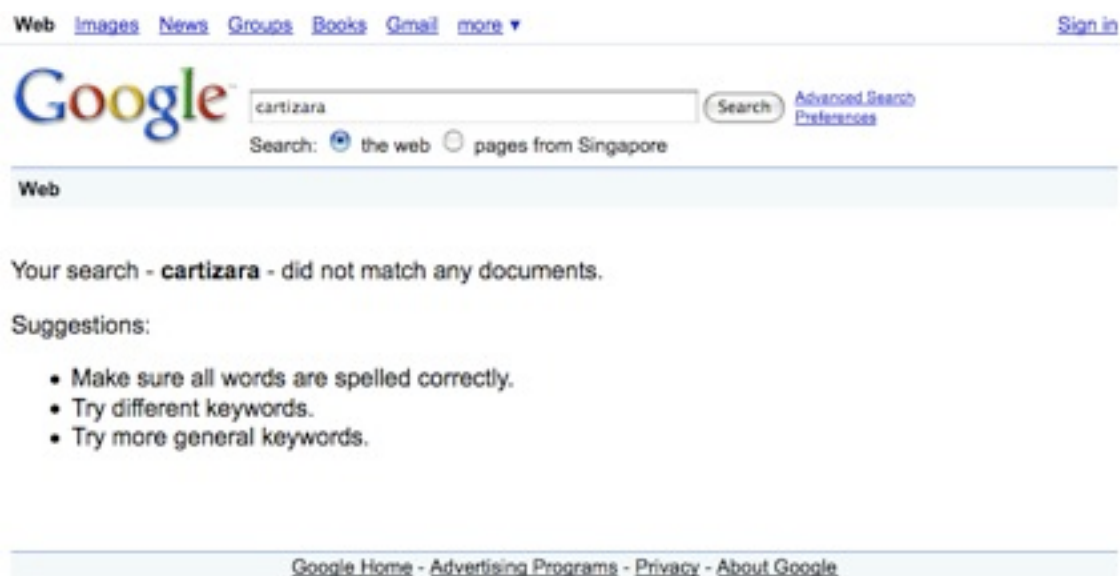 Web Images News Groups Books Gmail more ▼ Sign in
Google™ cartizara Search Advanced Search
Preferences
Search: the web pages from Singapore
Web
Your search - cartizara - did not match any documents.
Suggestions:
• Make sure all words are spelled correctly.
• Try different keywords.
• Try more general keywords.
Google Home - Advertising Programs - Privacy - About Google